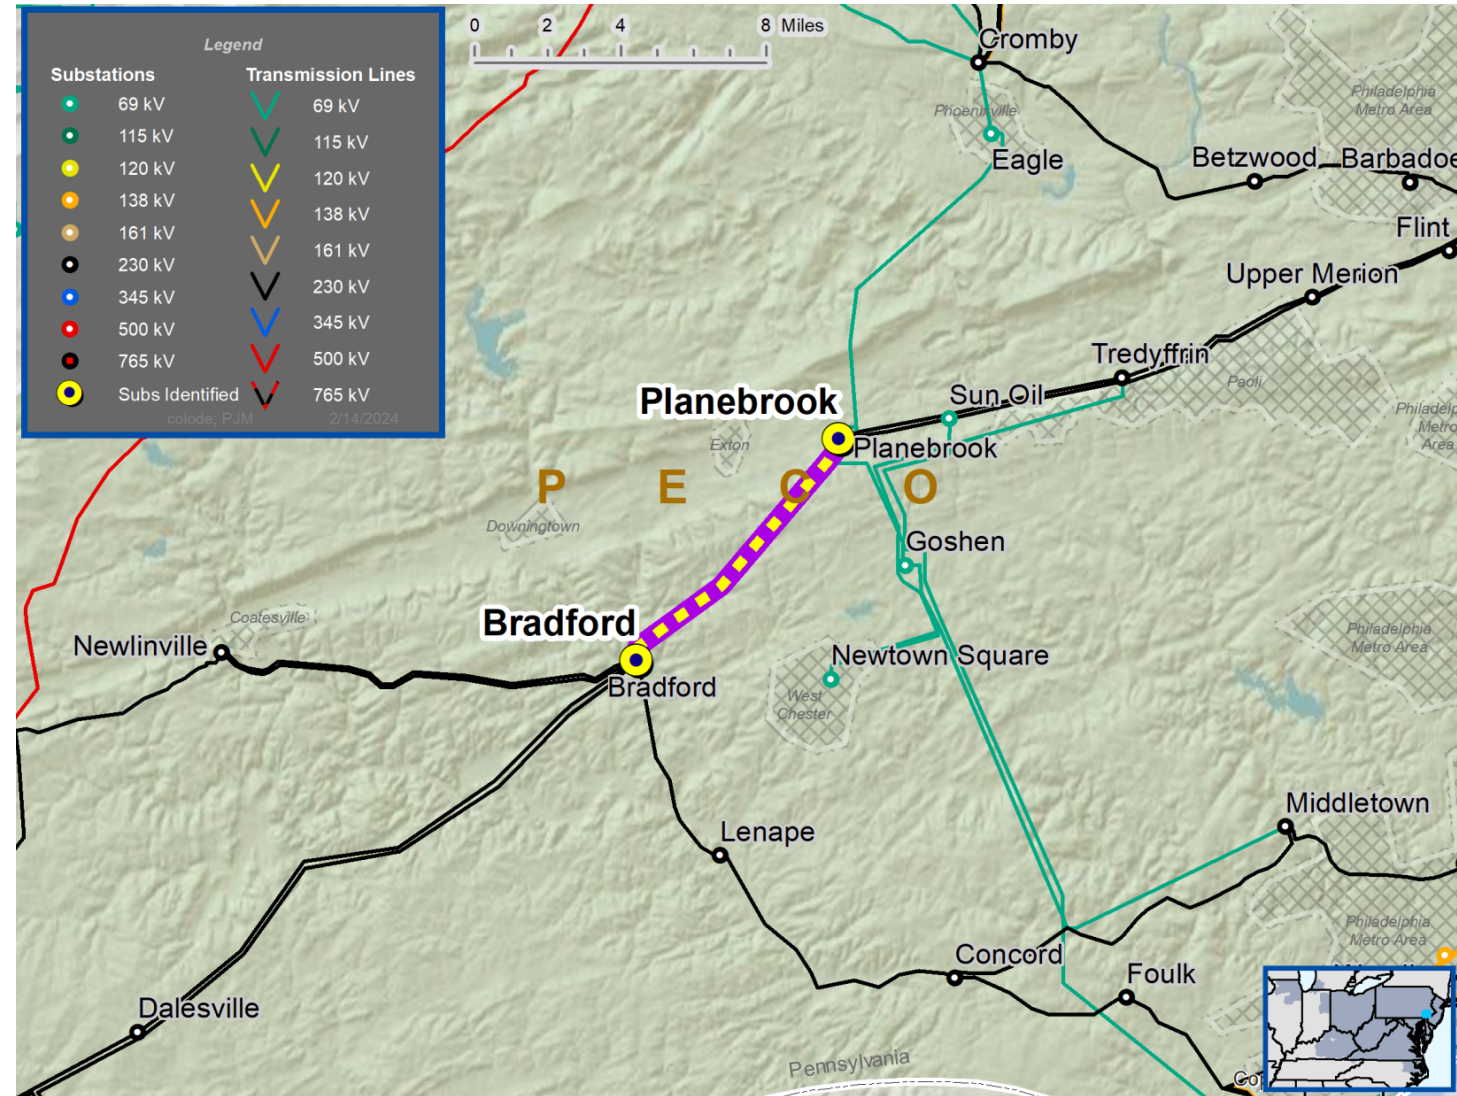 Legend
Substations
Transmission Lines
69 kV
69 kV
115 kV
115 kV
120 kV
120 kV
138 kV
138 kV
161 kV
161 kV
230 kV
230 kV
345 kV
345 kV
500 kV
500 kV
765 kV
765 kV
Subs Identified
colode; PJM
2/14/2024
0 2 4 8 Miles
Cromby
Philadelphia
Metro Area
Phoenixville
Eagle
Betzwood
Barbadoe
Flint
Upper Merion
Tredyffrin
Paoli
Sun Oil
Planebrook
Philadelp
Metro
Area
Exton
Planebrook
P E C O
Downingtown
Goshen
Coatesville
Bradford
Newlinville
Philadelphia
Metro Area
Newtown Square
Bradford
West
Chester
Middletown
Lenape
Philadelphia
Metro Area
Concord
Foulk
Dalesville
Pennsylvania